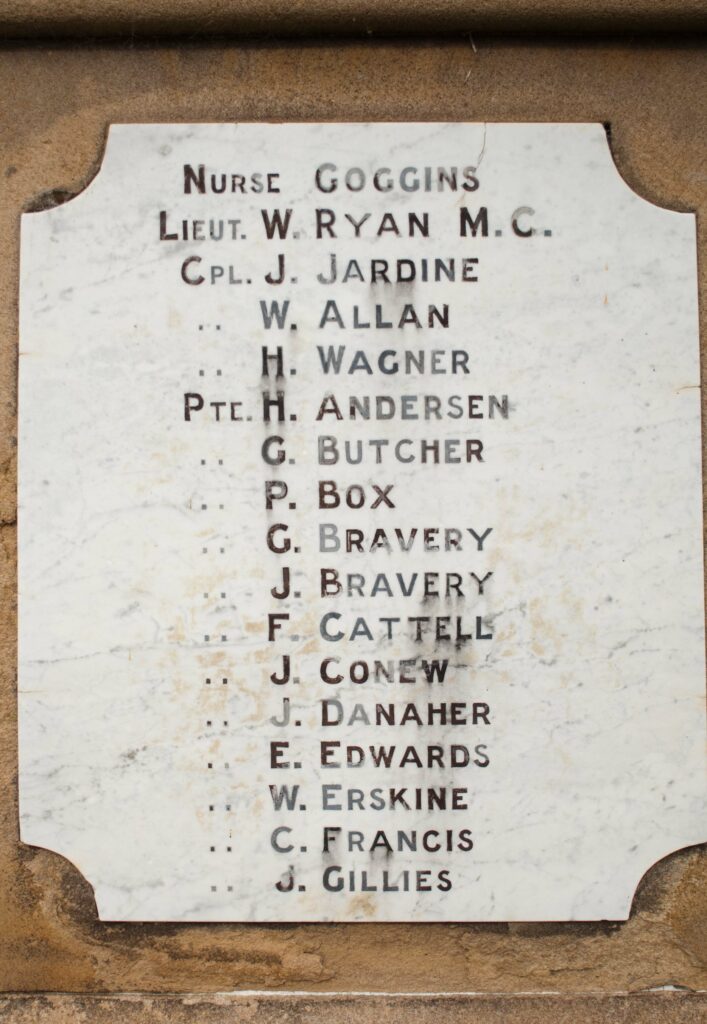 NURSE GOGGINS
LIEUT. W. RYAN M.C.
CPL. J. JARDINE
.. W. ALLAN
.. H. WAGNER
PTE. H. ANDERSEN
.. G. BUTCHER
.. P. BOX
.. G. BRAVERY
.. J. BRAVERY
.. F. CATTELL
.. J. CONEW
.. J. DANAHER
.. E. EDWARDS
.. W. ERSKINE
.. C. FRANCIS
.. J. GILLIES